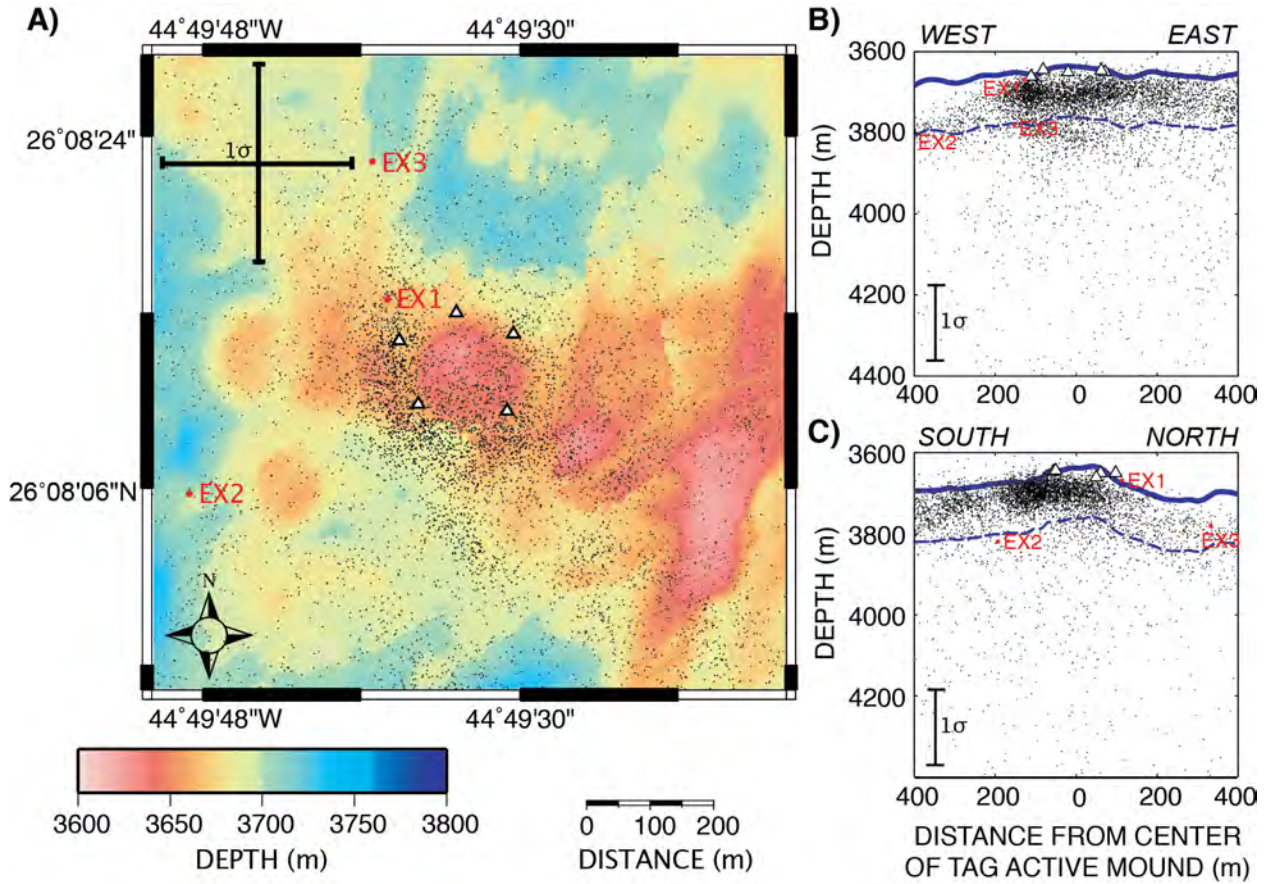 A)
44°49'48"W 44°49'30"
26°08'24"
1σ
EX3
EX1
26°08'06"N
EX2
N
44°49'48"W 44°49'30"
3600 3650 3700 3750 3800
DEPTH (m)
0 100 200
DISTANCE (m)
B)
WEST EAST
3600
EX1
3800
EX2
EX3
4000
DEPTH (m)
4200
1σ
4400
400 200 0 200 400
C)
SOUTH NORTH
3600
EX1
3800
EX2
EX3
4000
DEPTH (m)
4200
1σ
400 200 0 200 400
DISTANCE FROM CENTER
OF TAG ACTIVE MOUND (m)